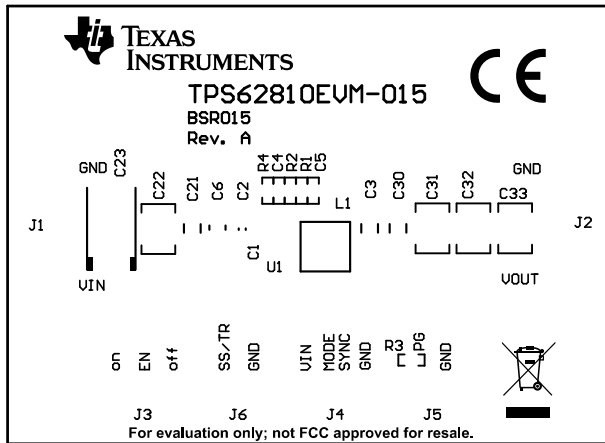 TEXAS
INSTRUMENTS
CE
TPS62810EVM-015
BSR015
Rev. A
R4
C4
R2
R1
C5
GND
C23
C22
C21
C6
C2
L1
C3
C30
C31
C32
GND
C33
J1
J2
C1
U1
VIN
VOUT
on
EN
off
SS/TR
GND
VIN
MODE
SYNC
GND
R3
PG
GND
J3
J6
J4
J5
For evaluation only; not FCC approved for resale.